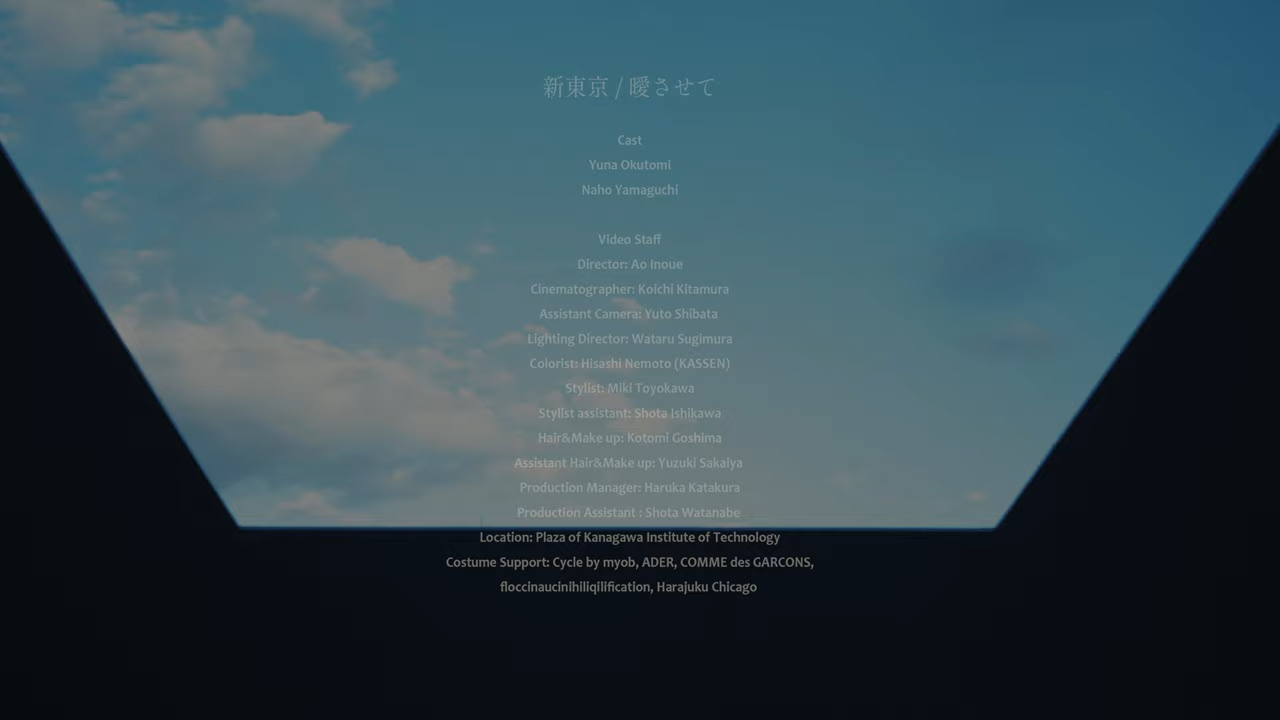 新東京 / 曖させて
Cast
Yuna Okutomi
Naho Yamaguchi
Video Staff
Director: Ao Inoue
Cinematographer: Koichi Kitamura
Assistant Camera: Yuto Shibata
Lighting Director: Wataru Sugimura
Colorist: Hisashi Nemoto (KASSEN)
Stylist: Miki Toyokawa
Stylist assistant: Shota Ishikawa
Hair&Make up: Kotomi Goshima
Assistant Hair&Make up: Yuzuki Sakaiya
Production Manager: Haruka Katakura
Production Assistant : Shota Watanabe
Location: Plaza of Kanagawa Institute of Technology
Costume Support: Cycle by myob, ADER, COMME des GARCONS,
floccinaucinihiliqilification, Harajuku Chicago